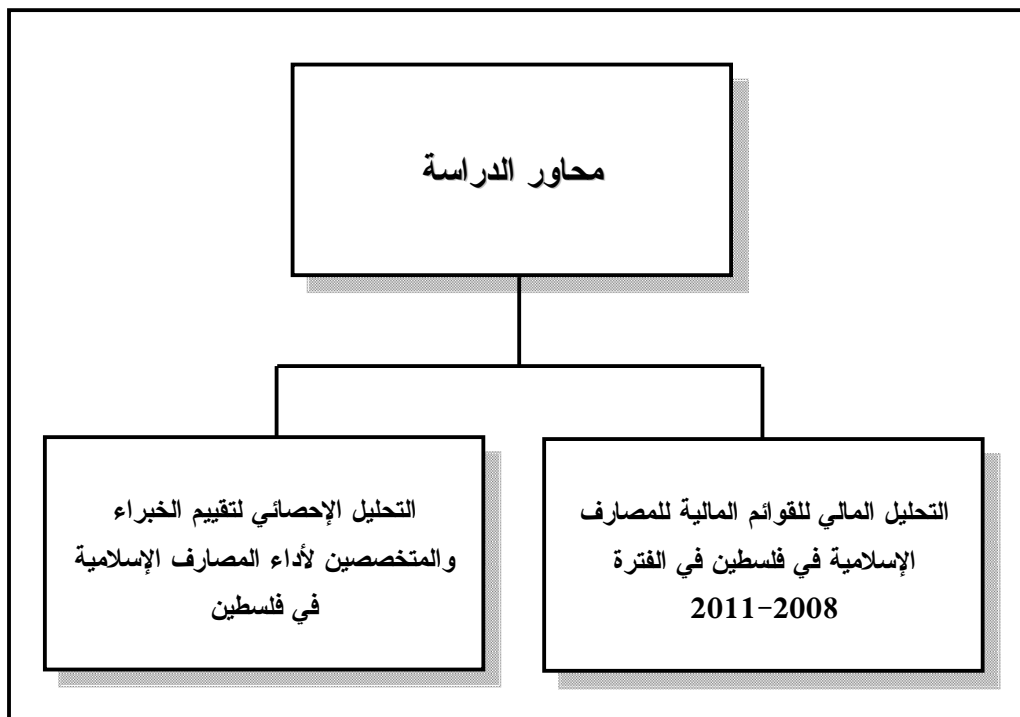 محاور الدراسة
التحليل المالي للقوائم المالية للمصارف
الإسلامية في فلسطين في الفترة
2011-2008
التحليل الإحصائي لتقييم الخبراء
والمتخصصين لأداء المصارف الإسلامية
في فلسطين